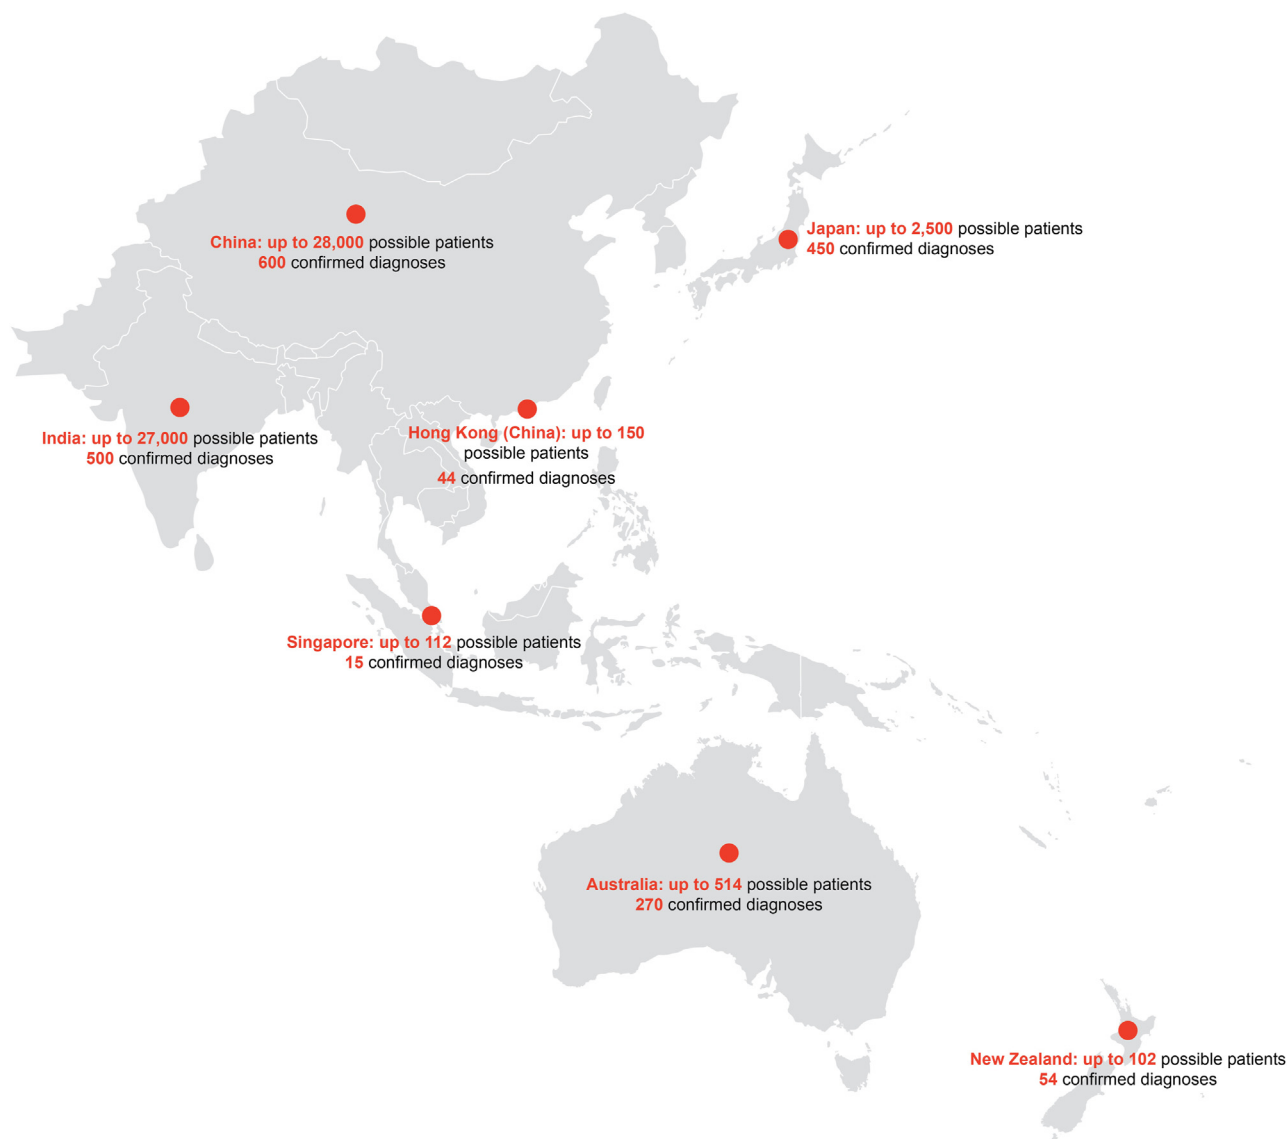 China: up to 28,000 possible patients
600 confirmed diagnoses
Japan: up to 2,500 possible patients
450 confirmed diagnoses
India: up to 27,000 possible patients
500 confirmed diagnoses
Hong Kong (China): up to 150
possible patients
44 confirmed diagnoses
Singapore: up to 112 possible patients
15 confirmed diagnoses
Australia: up to 514 possible patients
270 confirmed diagnoses
New Zealand: up to 102 possible patients
54 confirmed diagnoses